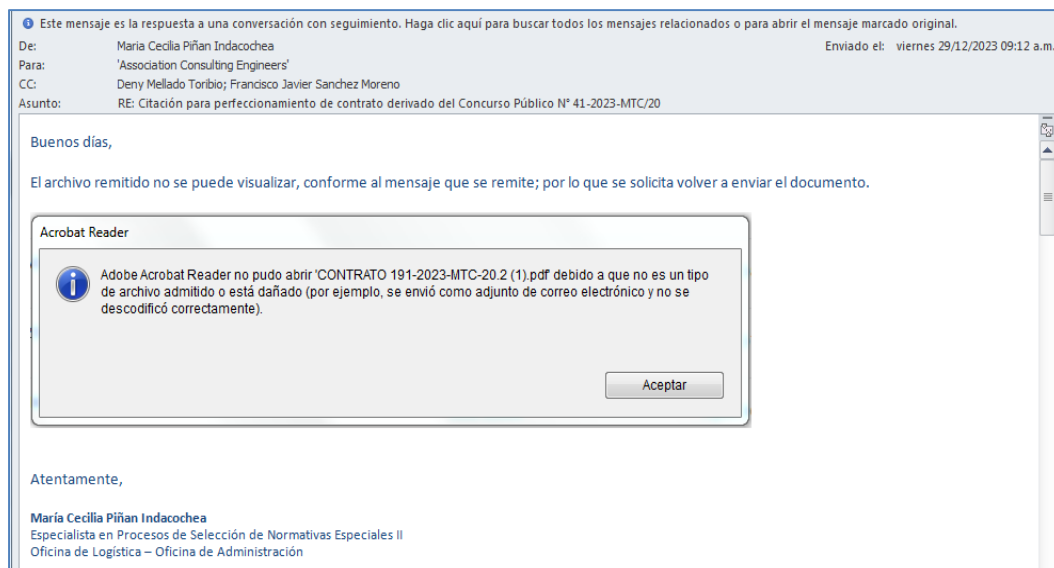 Este mensaje es la respuesta a una conversación con seguimiento. Haga clic aquí para buscar todos los mensajes relacionados o para abrir el mensaje marcado original.
De: Maria Cecilia Piñan Indacochea Enviado el: viernes 29/12/2023 09:12 a.m.
Para: 'Association Consulting Engineers'
CC: Deny Mellado Toribio; Francisco Javier Sanchez Moreno
Asunto: RE: Citación para perfeccionamiento de contrato derivado del Concurso Público N° 41-2023-MTC/20
Buenos días,
El archivo remitido no se puede visualizar, conforme al mensaje que se remite; por lo que se solicita volver a enviar el documento.
Acrobat Reader
Adobe Acrobat Reader no pudo abrir 'CONTRATO 191-2023-MTC-20.2 (1).pdf' debido a que no es un tipo
de archivo admitido o está dañado (por ejemplo, se envió como adjunto de correo electrónico y no se
descodificó correctamente).
Aceptar
Atentamente,
María Cecilia Piñan Indacochea
Especialista en Procesos de Selección de Normativas Especiales II
Oficina de Logística – Oficina de Administración